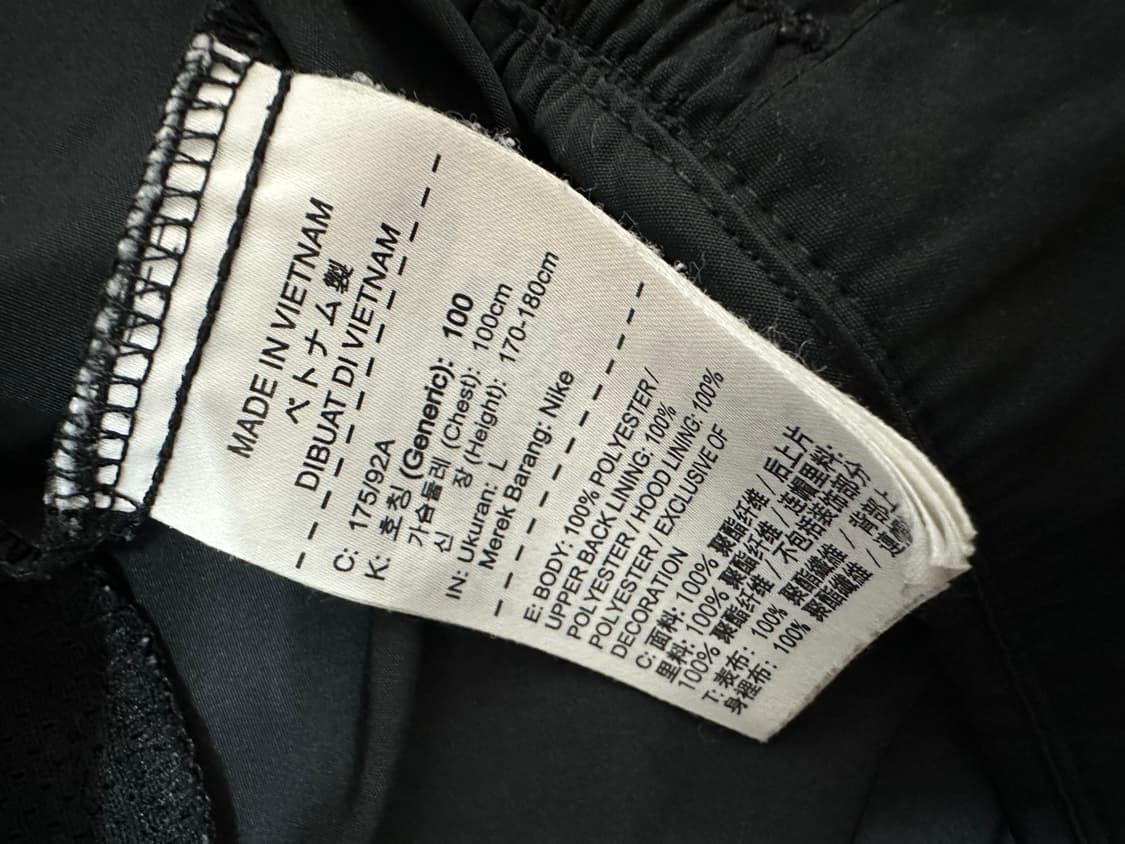 MADE IN VIETNAM
ベトナム製
DIBUAT DI VIETNAM
C: 175/92A
K: 호칭 (Generic): 100
가슴둘레 (Chest): 100cm
신 장 (Height): 170-180cm
IN: Ukuran: L
Merek Barang: Nike
E: BODY: 100% POLYESTER /
UPPER BACK LINING: 100%
POLYESTER / HOOD LINING: 100%
POLYESTER / EXCLUSIVE OF
DECORATION
C: 面料: 100% 聚酯纤维 / 后上片
里料: 100% 聚酯纤维 / 连帽里料:
100% 聚酯纤维 / 不包括装饰部分
T: 表布: 100% 聚酯纖維 / 背部上
身裡布: 100% 聚酯纖維 / 連